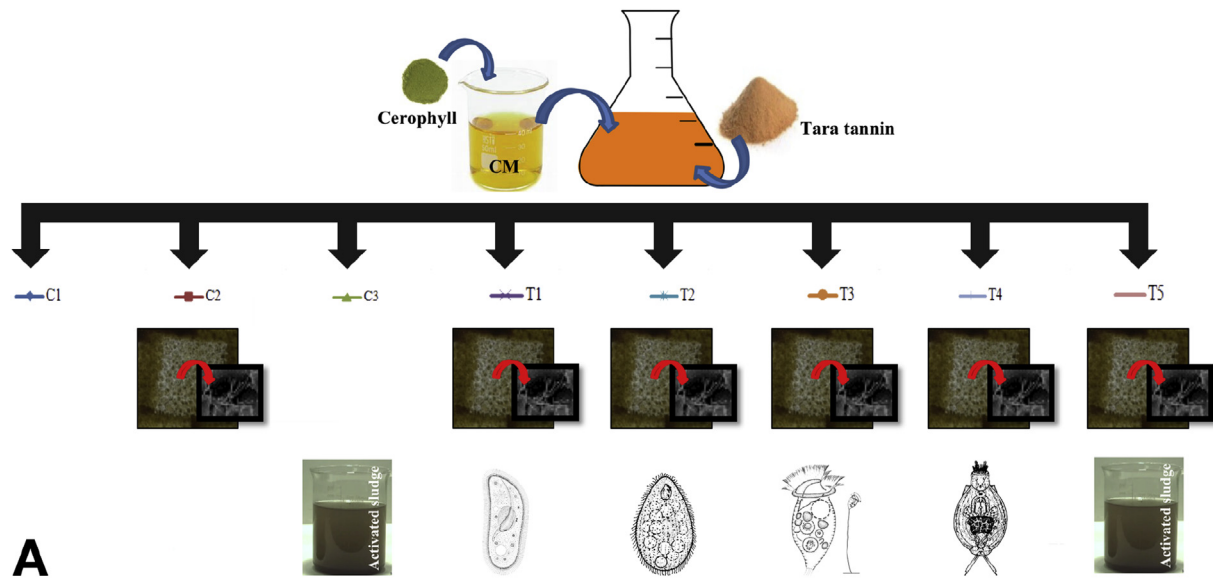 Cerophyll
CM
Tara tannin
C1
C2
C3
T1
T2
T3
T4
T5
Activated sludge
Activated sludge
A